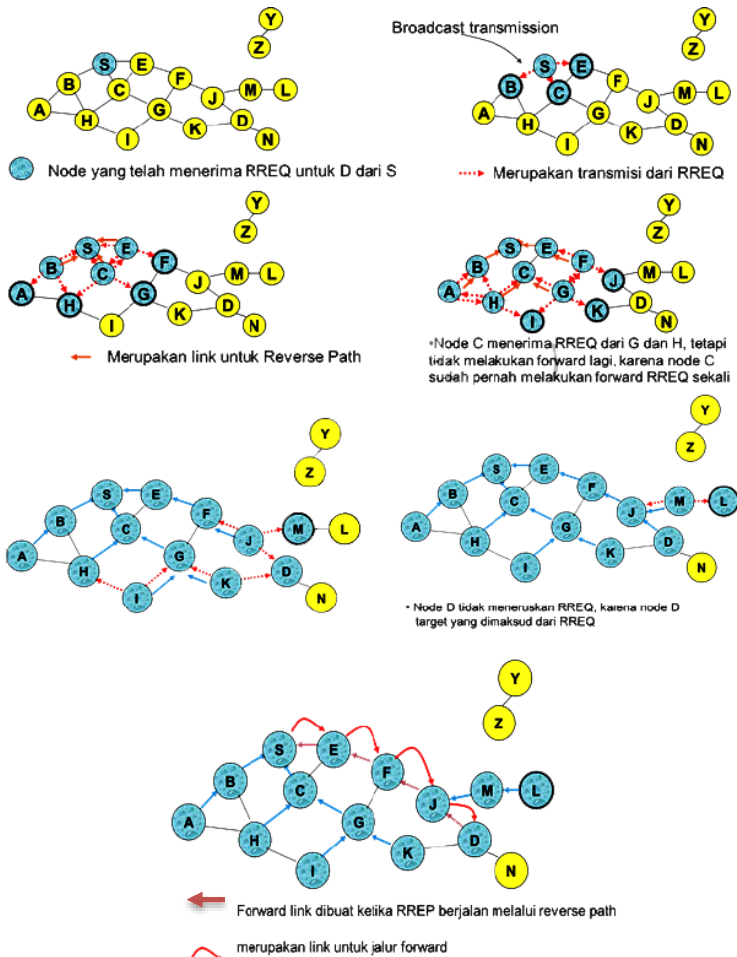 Y
Z
S
E
B
F
C
M
L
A
J
H
G
K
D
I
N
Node yang telah menerima RREQ untuk D dari S
Broadcast transmission
Y
Z
S
E
B
F
C
M
L
A
J
H
G
K
D
I
N
Merupakan transmisi dari RREQ
Y
Z
S
E
B
F
C
M
L
A
J
H
G
K
D
I
N
Merupakan link untuk Reverse Path
Y
Z
S
E
B
F
C
M
L
A
J
H
G
K
D
I
N
•Node C menerima RREQ dari G dan H, tetapi
tidak melakukan forward lagi, karena node C
sudah pernah melakukan forward RREQ sekali
Y
Z
S
E
B
F
C
M
L
J
A
G
H
K
D
I
N
Y
Z
S
E
B
F
C
M
L
J
A
G
H
K
D
I
N
• Node D tidak meneruskan RREQ, karena node D
target yang dimaksud dari RREQ
Y
Z
S
E
B
F
C
M
L
J
A
G
H
K
D
I
N
Forward link dibuat ketika RREP berjalan melalui reverse path
merupakan link untuk jalur forward